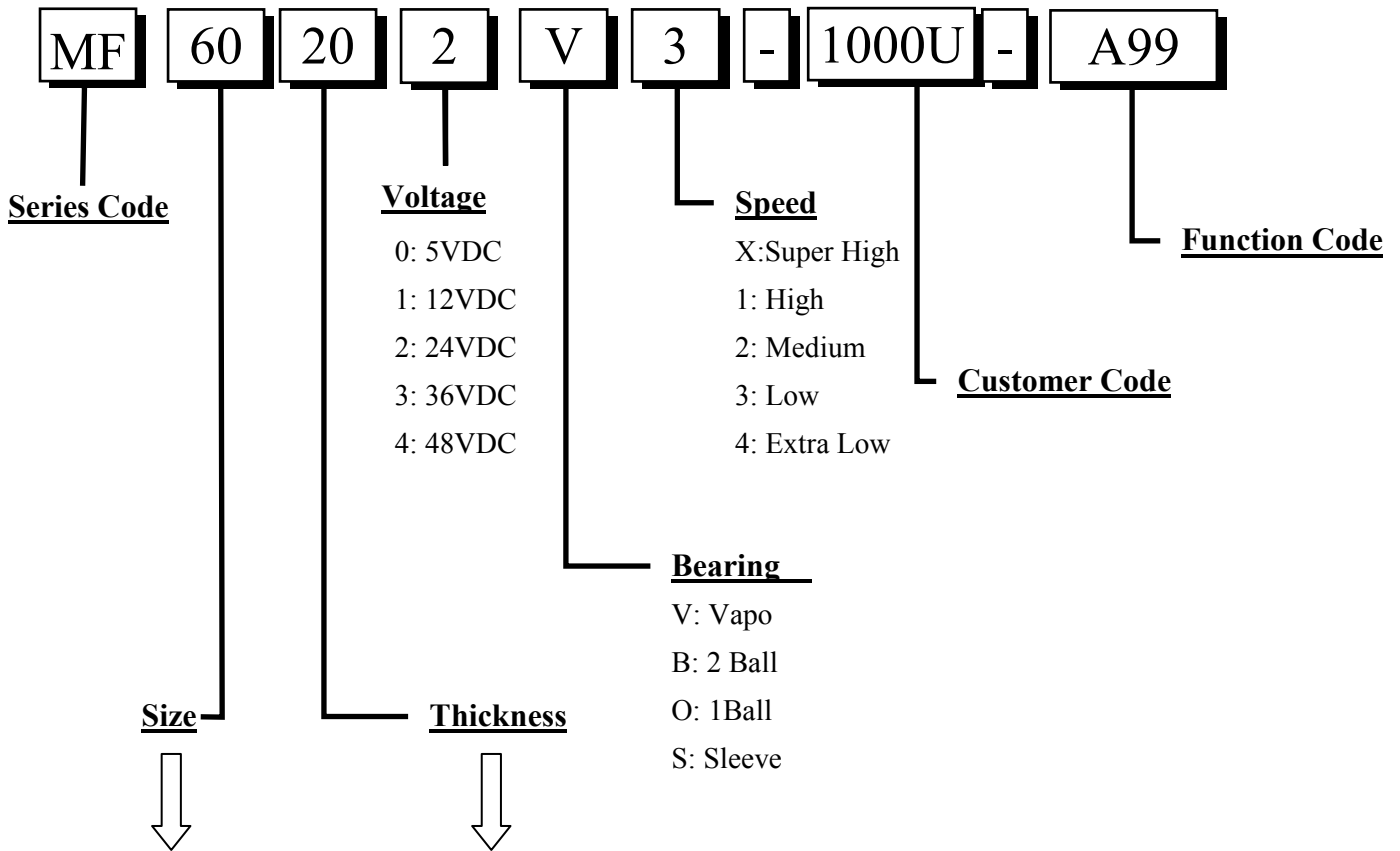 MF 60 20 2 V 3 - 1000U - A99
Series Code
Voltage
0: 5VDC
1: 12VDC
2: 24VDC
3: 36VDC
4: 48VDC
Speed
X:Super High
1: High
2: Medium
3: Low
4: Extra Low
Function Code
Customer Code
Bearing
V: Vapo
B: 2 Ball
O: 1Ball
S: Sleeve
Size
Thickness